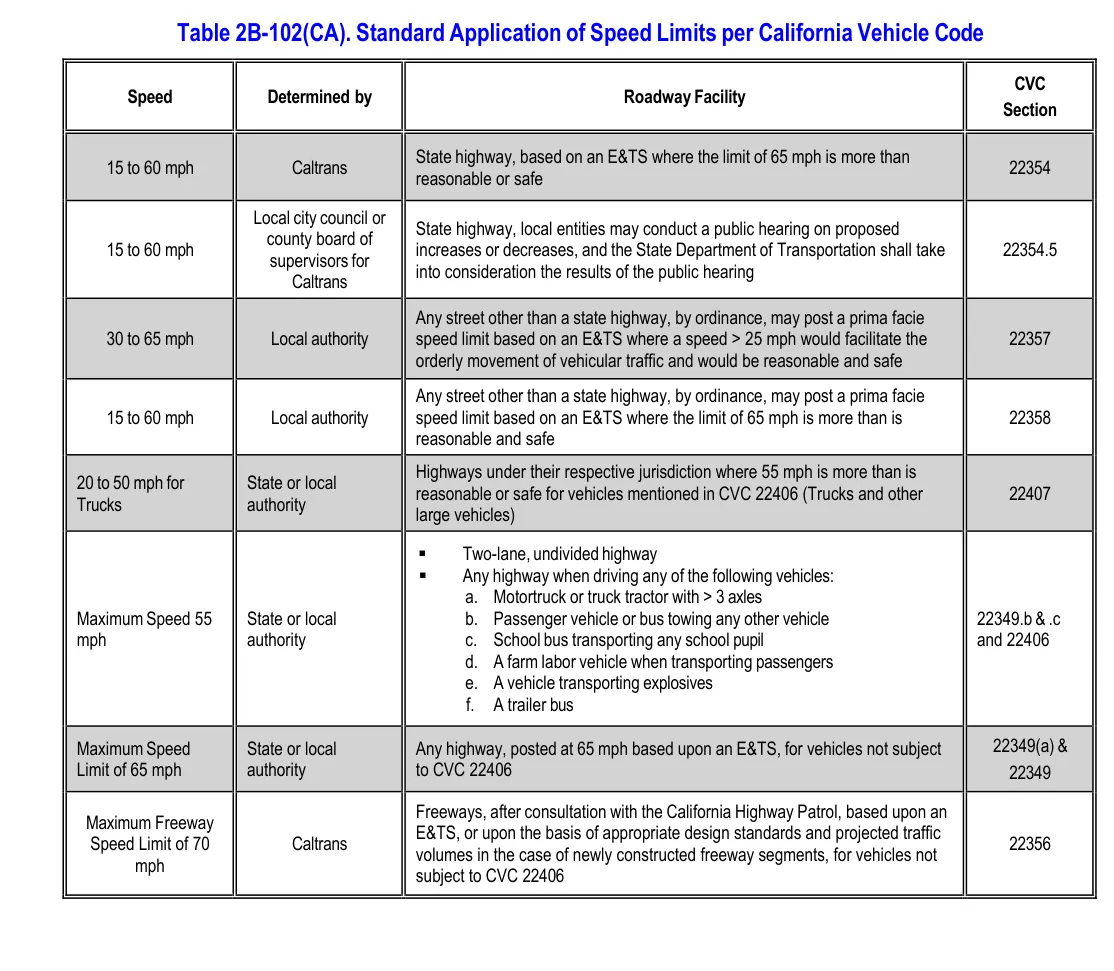 Table 2B-102(CA). Standard Application of Speed Limits per California Vehicle Code
Speed
Determined by
Roadway Facility
CVC
Section
15 to 60 mph
Caltrans
State highway, based on an E&TS where the limit of 65 mph is more than
reasonable or safe
22354
15 to 60 mph
Local city council or
county board of
supervisors for
Caltrans
State highway, local entities may conduct a public hearing on proposed
increases or decreases, and the State Department of Transportation shall take
into consideration the results of the public hearing
22354.5
30 to 65 mph
Local authority
Any street other than a state highway, by ordinance, may post a prima facie
speed limit based on an E&TS where a speed > 25 mph would facilitate the
orderly movement of vehicular traffic and would be reasonable and safe
22357
15 to 60 mph
Local authority
Any street other than a state highway, by ordinance, may post a prima facie
speed limit based on an E&TS where the limit of 65 mph is more than is
reasonable and safe
22358
20 to 50 mph for
Trucks
State or local
authority
Highways under their respective jurisdiction where 55 mph is more than is
reasonable or safe for vehicles mentioned in CVC 22406 (Trucks and other
large vehicles)
22407
Maximum Speed 55
mph
State or local
authority
▪ Two-lane, undivided highway
▪ Any highway when driving any of the following vehicles:
a. Motortruck or truck tractor with > 3 axles
b. Passenger vehicle or bus towing any other vehicle
c. School bus transporting any school pupil
d. A farm labor vehicle when transporting passengers
e. A vehicle transporting explosives
f. A trailer bus
22349.b & .c
and 22406
Maximum Speed
Limit of 65 mph
State or local
authority
Any highway, posted at 65 mph based upon an E&TS, for vehicles not subject
to CVC 22406
22349(a) &
22349
Maximum Freeway
Speed Limit of 70
mph
Caltrans
Freeways, after consultation with the California Highway Patrol, based upon an
E&TS, or upon the basis of appropriate design standards and projected traffic
volumes in the case of newly constructed freeway segments, for vehicles not
subject to CVC 22406
22356